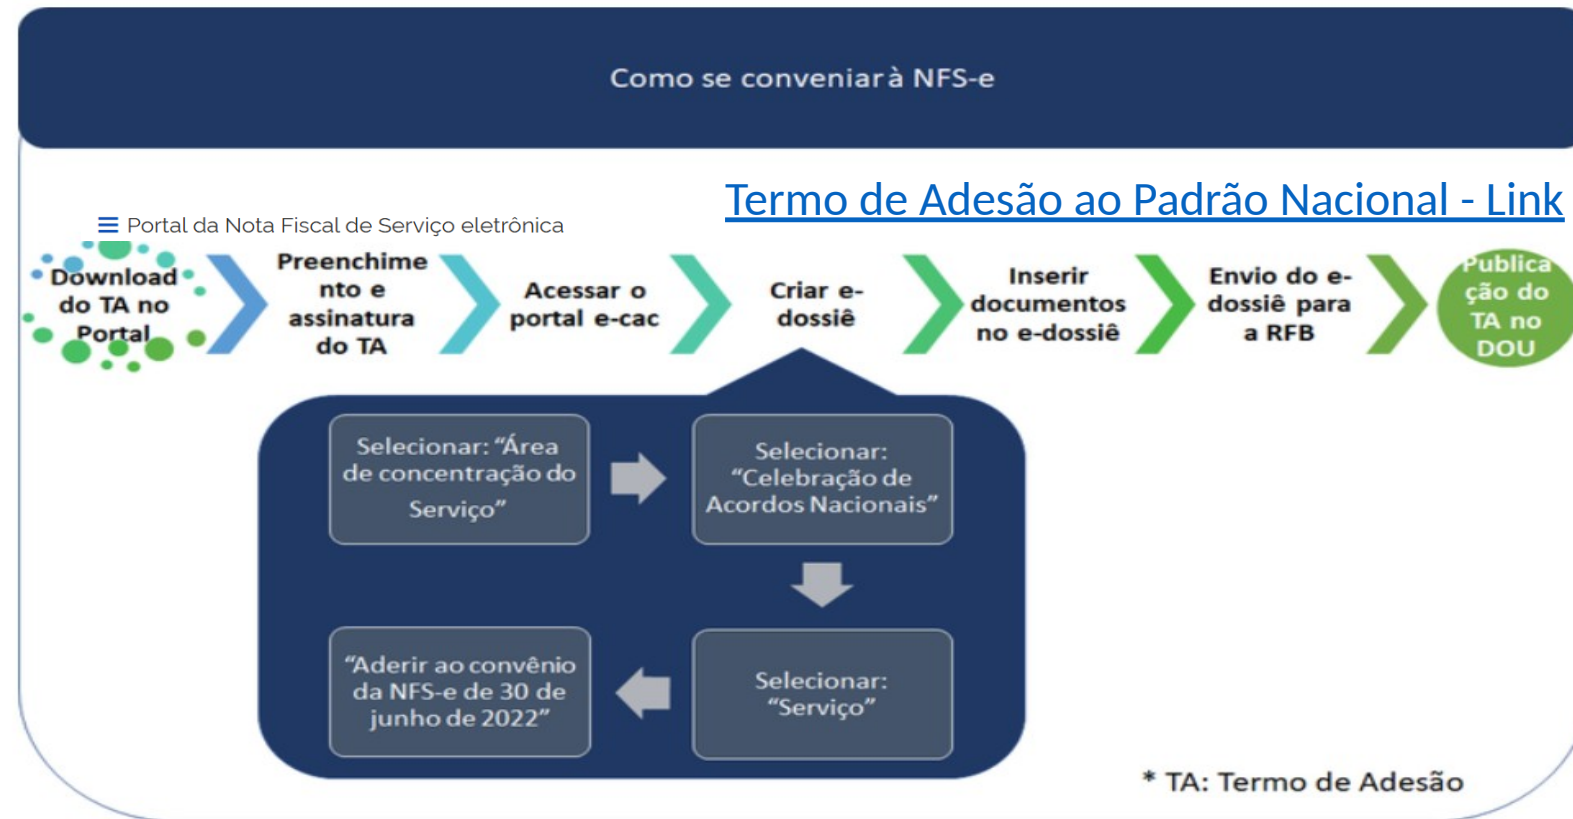 Como se conveniar à NFS-e
Termo de Adesão ao Padrão Nacional - Link
Portal da Nota Fiscal de Serviço eletrônica
Download
do TA no
Portal
Preenchime
nto e
assinatura
do TA
Acessar o
portal e-cac
Criar e-
dossiê
Inserir
documentos
no e-dossiê
Envio do e-
dossiê para
a RFB
Publica
ção do
TA no
DOU
Selecionar: “Área
de concentração do
Serviço”
Selecionar:
“Celebração de
Acordos Nacionais”
Selecionar:
“Serviço”
“Aderir ao convênio
da NFS-e de 30 de
junho de 2022”
* TA: Termo de Adesão